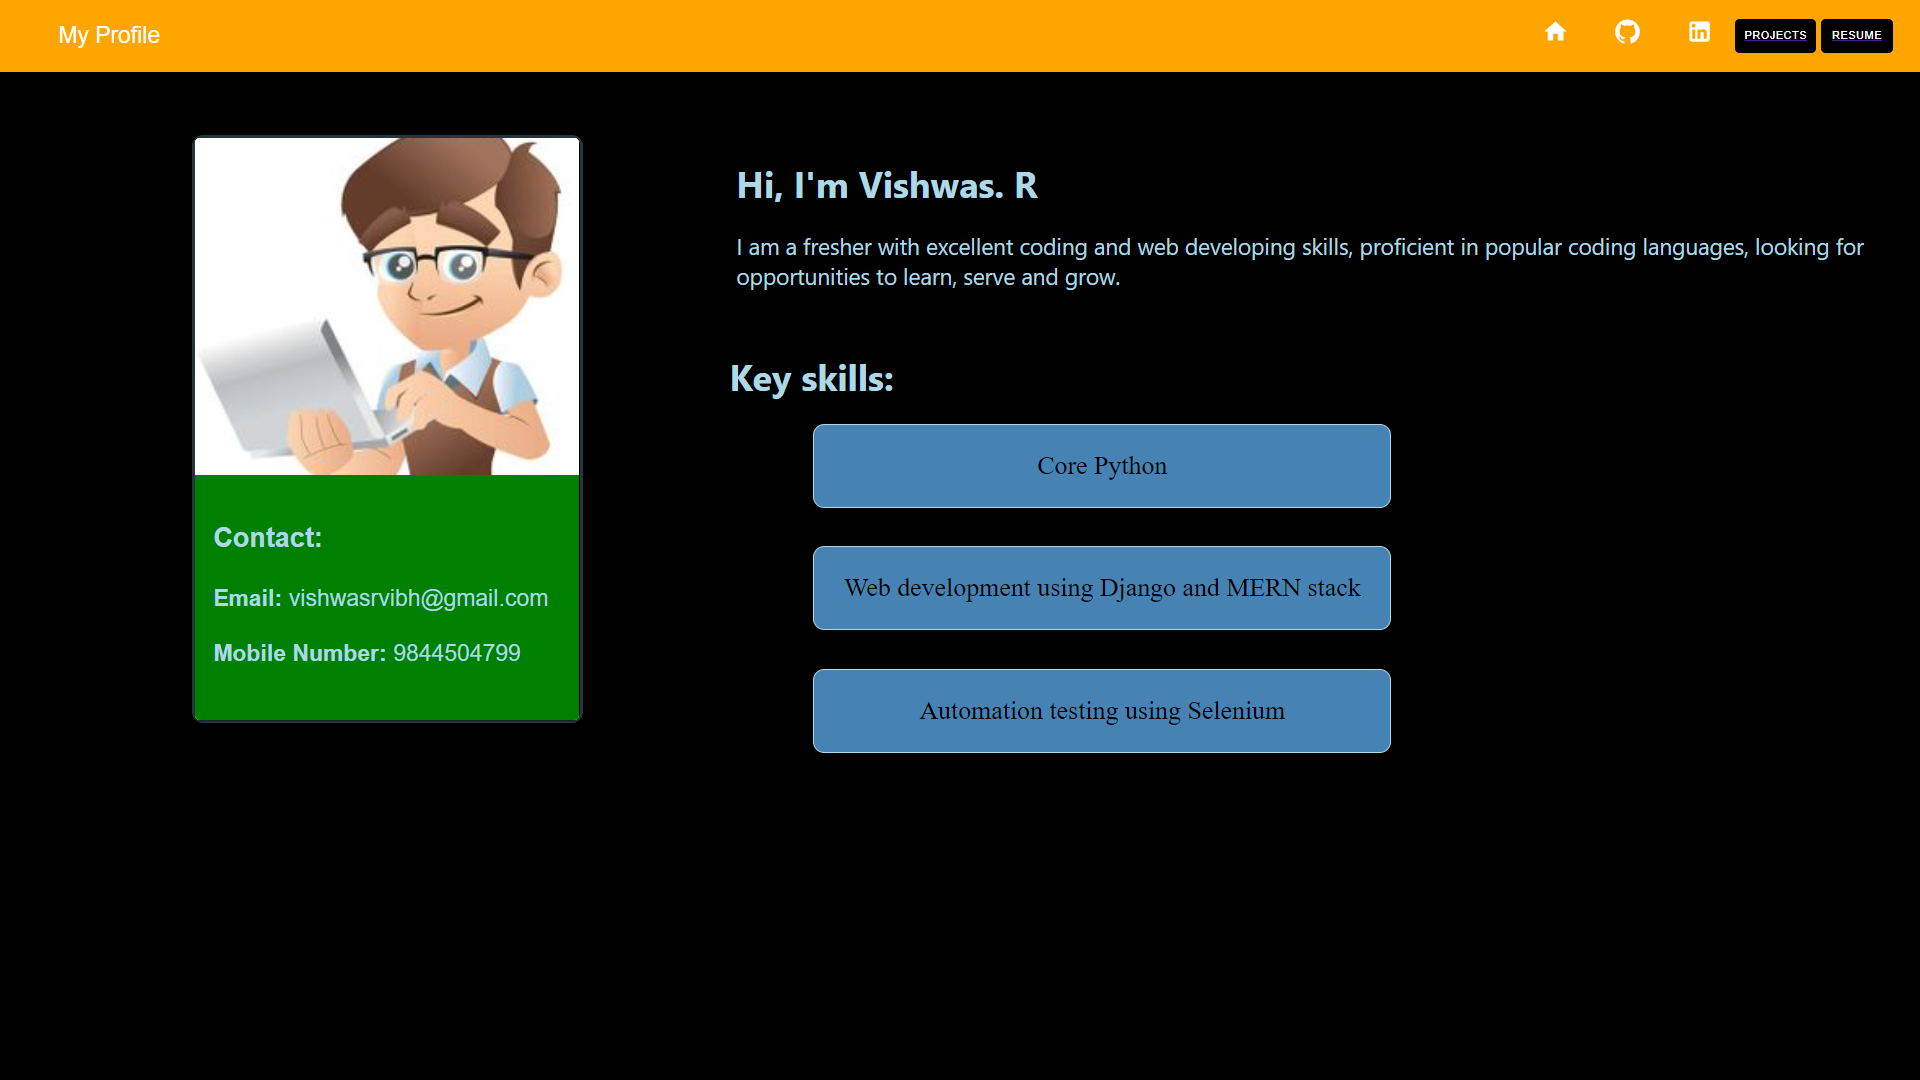 My Profile
PROJECTS
RESUME
Hi, I'm Vishwas. R
I am a fresher with excellent coding and web developing skills, proficient in popular coding languages, looking for
opportunities to learn, serve and grow.
Key skills:
Core Python
Web development using Django and MERN stack
Automation testing using Selenium
Contact:
Email: vishwasrvibh@gmail.com
Mobile Number: 9844504799